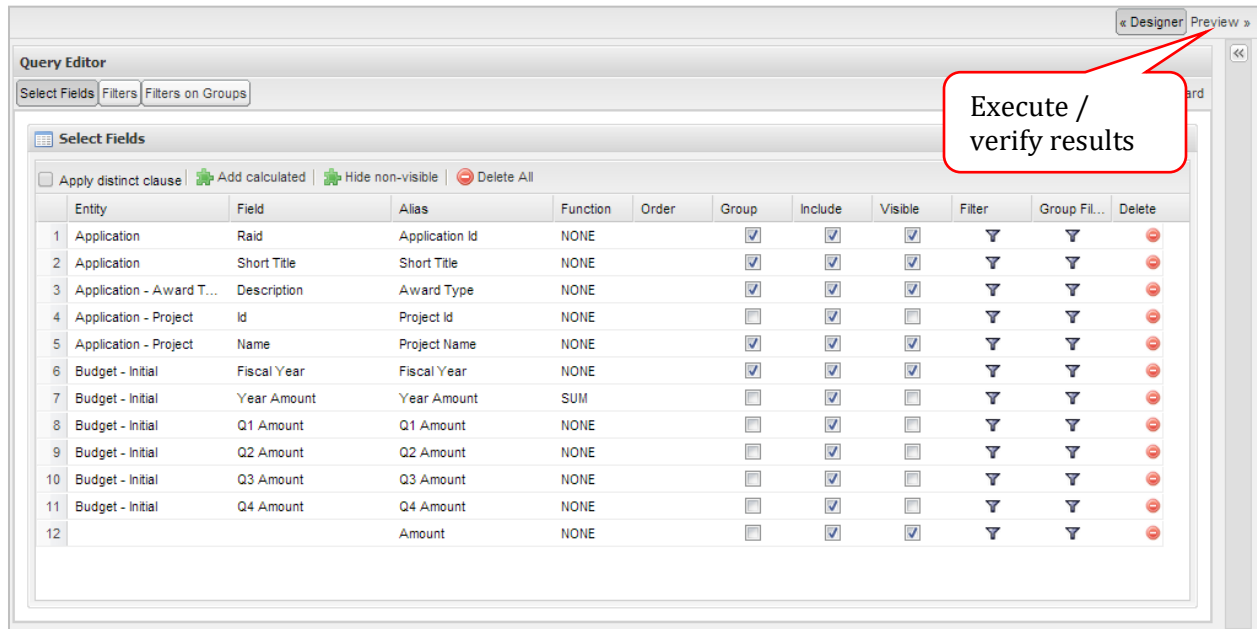 « Designer Preview »
Query Editor
Select Fields Filters Filters on Groups
Execute /
verify results
Select Fields
Apply distinct clause Add calculated Hide non-visible Delete All
Entity Field Alias Function Order Group Include Visible Filter Group Fil... Delete
1 Application Raid Application Id NONE
2 Application Short Title Short Title NONE
3 Application - Award T... Description Award Type NONE
4 Application - Project Id Project Id NONE
5 Application - Project Name Project Name NONE
6 Budget - Initial Fiscal Year Fiscal Year NONE
7 Budget - Initial Year Amount Year Amount SUM
8 Budget - Initial Q1 Amount Q1 Amount NONE
9 Budget - Initial Q2 Amount Q2 Amount NONE
10 Budget - Initial Q3 Amount Q3 Amount NONE
11 Budget - Initial Q4 Amount Q4 Amount NONE
12 Amount NONE